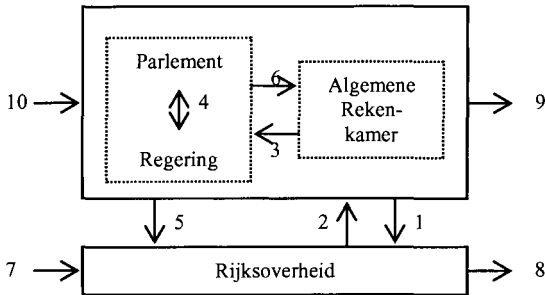 Parlement
6
Algemene
Reken-
kamer
10
4
9
3
Regering
5
2
1
7
Rijksoverheid
8